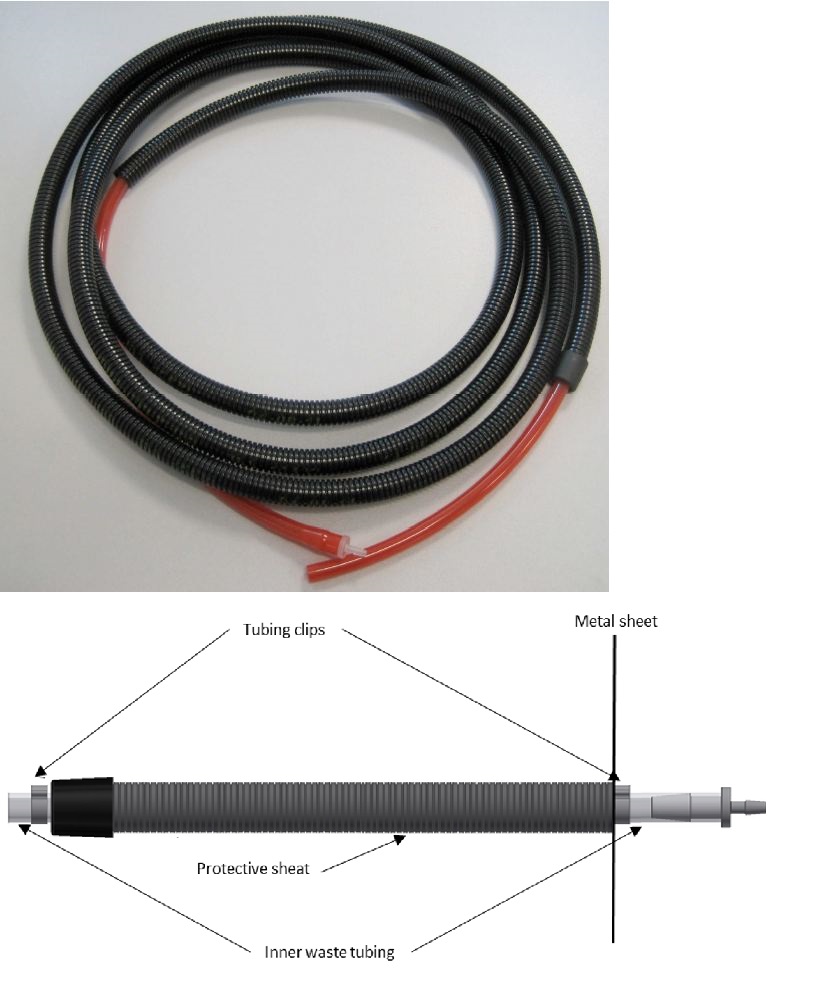 Tubing clips
Metal sheet
Protective sheat
Inner waste tubing